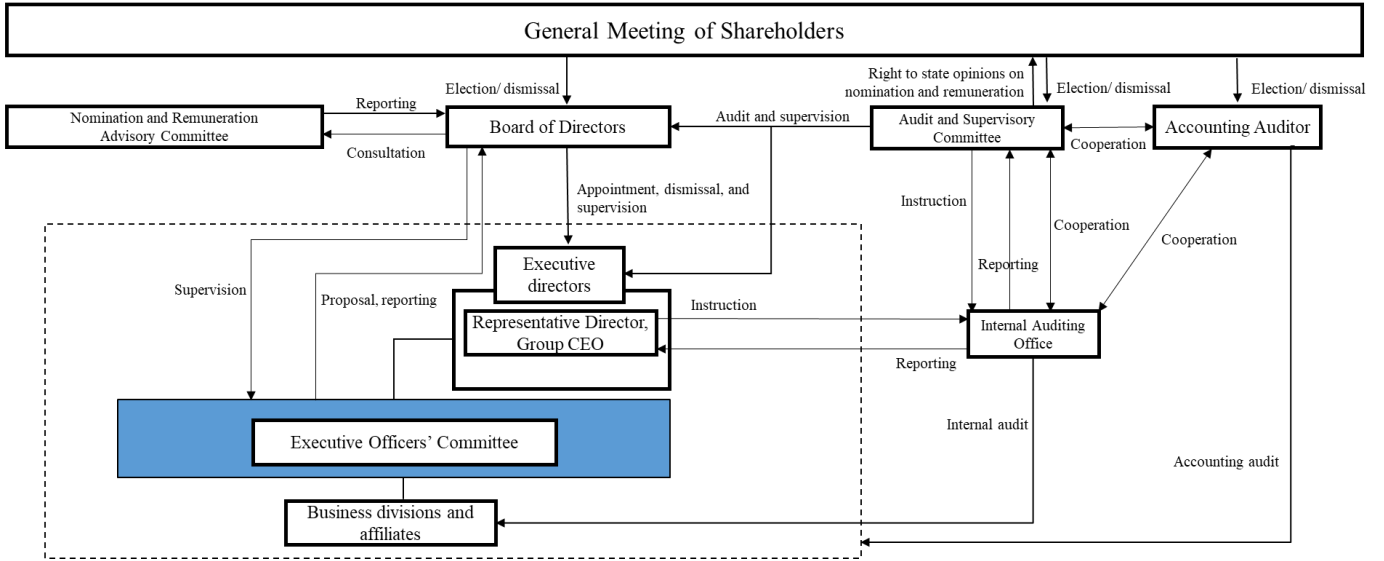 General Meeting of Shareholders
Election/ dismissal
Right to state opinions on
nomination and remuneration
Election/ dismissal
Election/ dismissal
Nomination and Remuneration
Advisory Committee
Reporting
Consultation
Board of Directors
Audit and supervision
Audit and Supervisory
Committee
Cooperation
Accounting Auditor
Appointment, dismissal, and
supervision
Instruction
Reporting
Cooperation
Cooperation
Supervision
Proposal, reporting
Executive
directors
Representative Director,
Group CEO
Instruction
Reporting
Internal Auditing
Office
Executive Officers’ Committee
Internal audit
Accounting audit
Business divisions and
affiliates